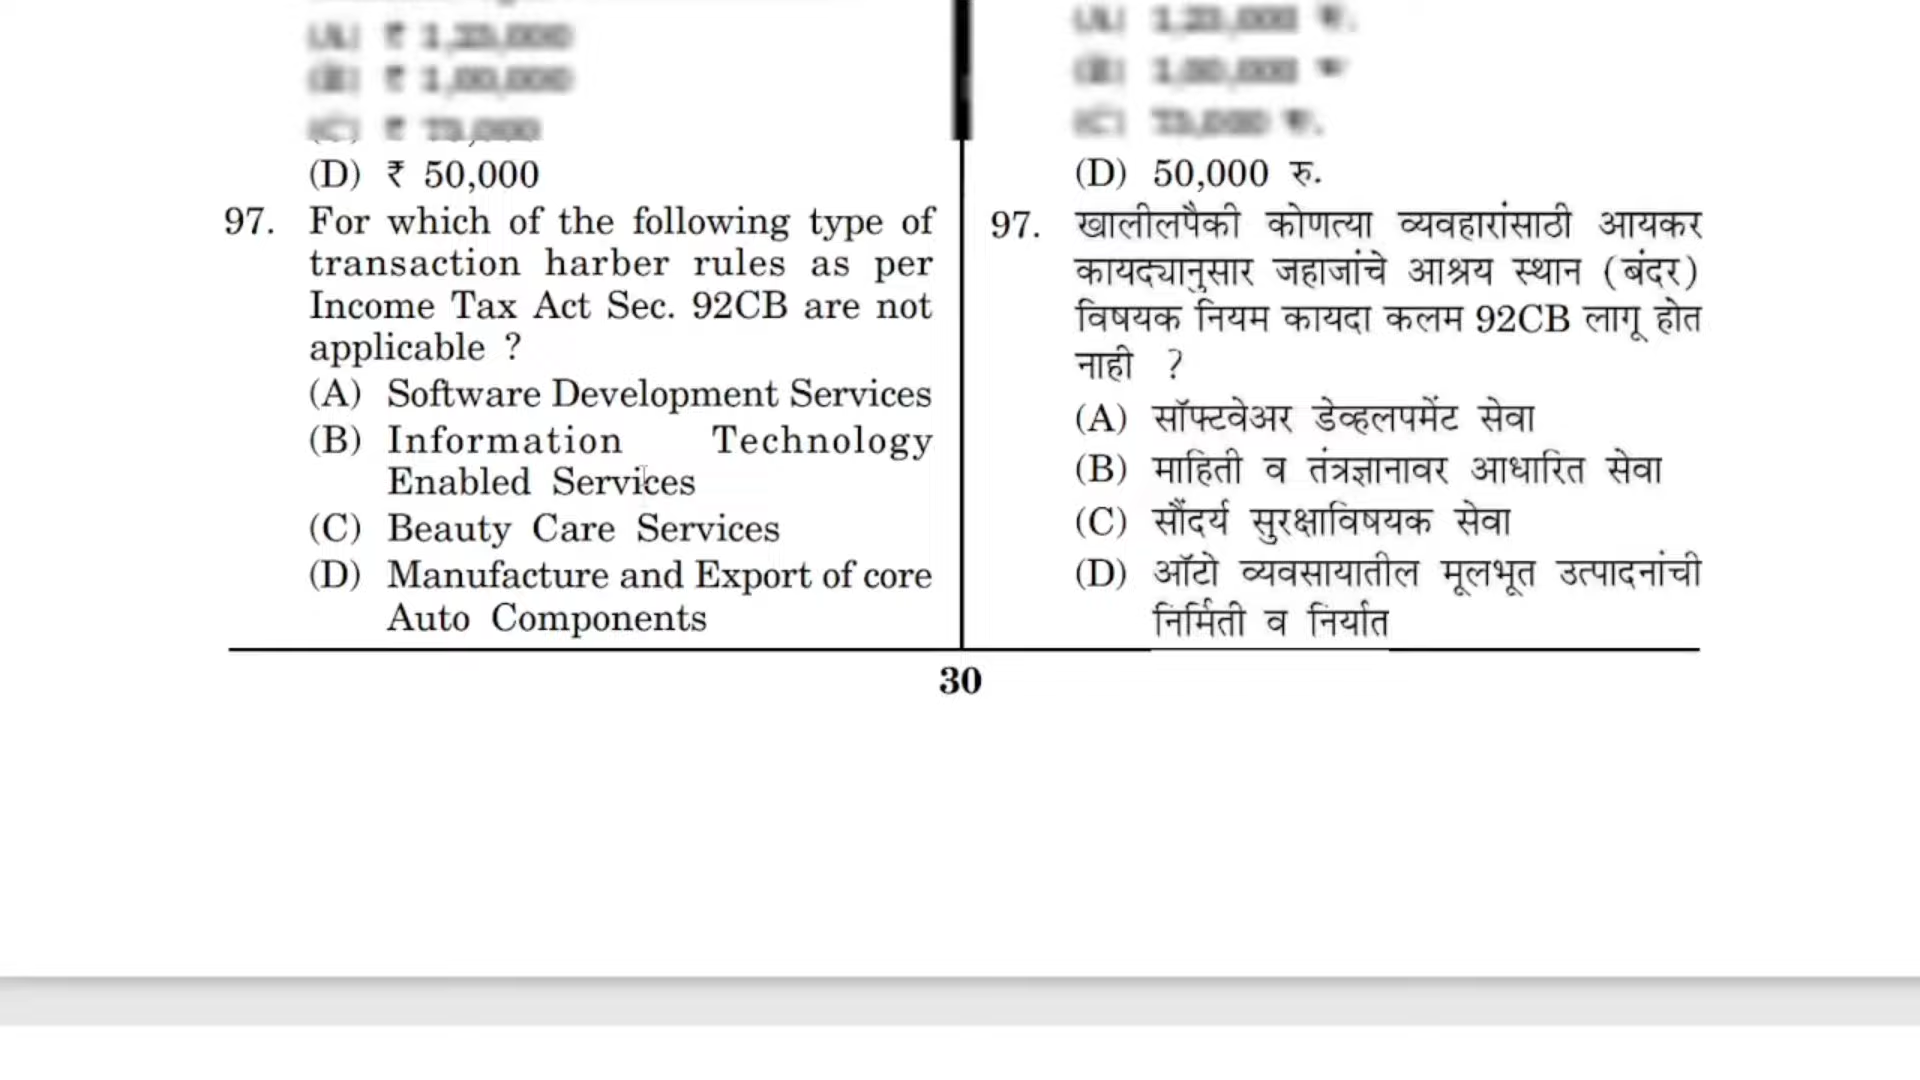 (D) ₹ 50,000
97. For which of the following type of
transaction harber rules as per
Income Tax Act Sec. 92CB are not
applicable ?
(A) Software Development Services
(B) Information Technology
Enabled Services
(C) Beauty Care Services
(D) Manufacture and Export of core
Auto Components
(D) 50,000 रु.
97. खालीलपैकी कोणत्या व्यवहारांसाठी आयकर
कायद्यानुसार जहाजांचे आश्रय स्थान (बंदर)
विषयक नियम कायदा कलम 92CB लागू होत
नाही ?
(A) सॉफ्टवेअर डेव्हलपमेंट सेवा
(B) माहिती व तंत्रज्ञानावर आधारित सेवा
(C) सौंदर्य सुरक्षाविषयक सेवा
(D) ऑटो व्यवसायातील मूलभूत उत्पादनांची
निर्मिती व निर्यात
30